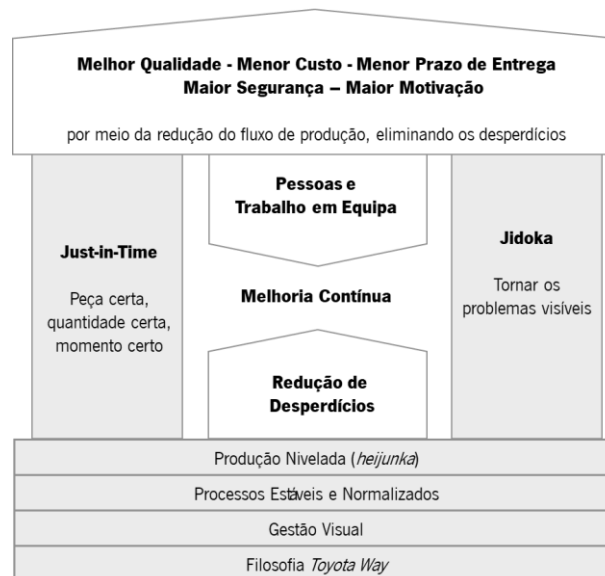 Melhor Qualidade - Menor Custo - Menor Prazo de Entrega
Maior Segurança – Maior Motivação
por meio da redução do fluxo de produção, eliminando os desperdícios
Just-in-Time
Peça certa,
quantidade certa,
momento certo
Pessoas e
Trabalho em Equipa
Melhoria Contínua
Redução de
Desperdícios
Jidoka
Tornar os
problemas visíveis
Produção Nivelada (heijunka)
Processos Estáveis e Normalizados
Gestão Visual
Filosofia Toyota Way